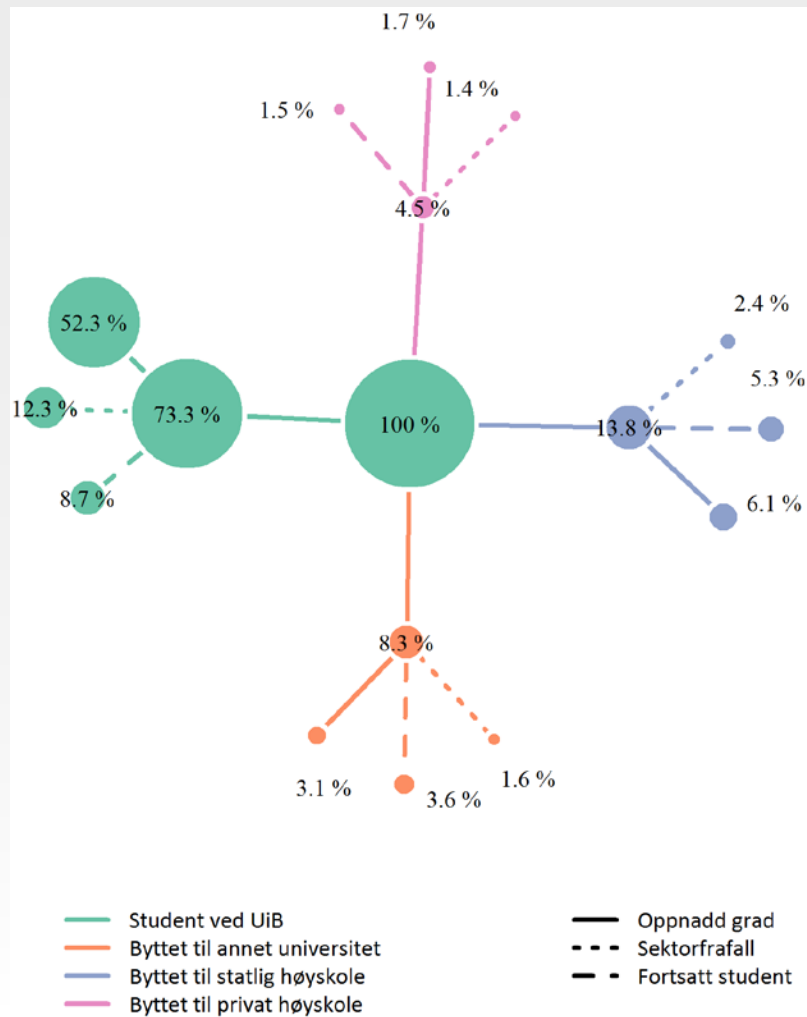 1.7 %
1.4 %
1.5 %
4.5 %
2.4 %
52.3 %
5.3 %
12.3 %
73.3 %
100 %
13.8 %
8.7 %
6.1 %
8.3 %
3.1 %
3.6 %
1.6 %
Student ved UiB
Byttet til annet universitet
Byttet til statlig høyskole
Byttet til privat høyskole
Oppnadd grad
Sektorfrafall
Fortsatt student